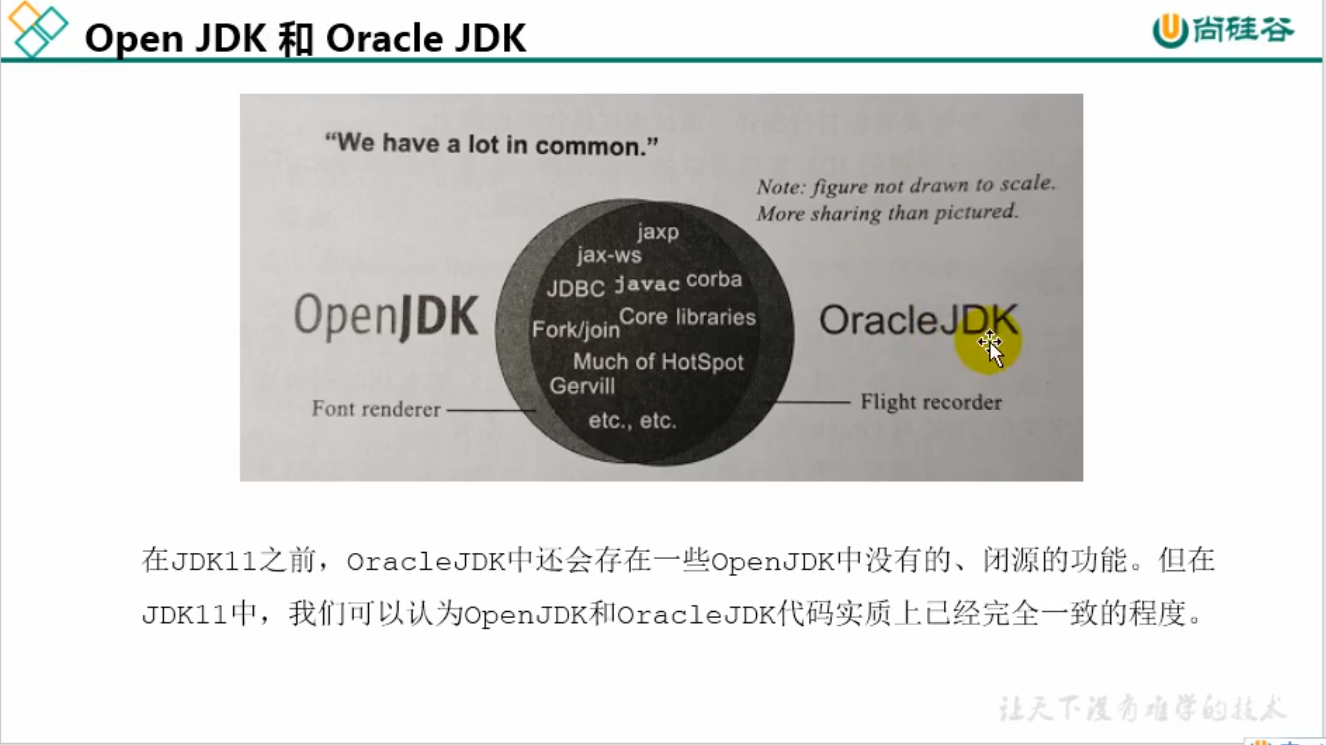 Open JDK 和 Oracle JDK
尚硅谷
“We have a lot in common.”
Note: figure not drawn to scale.
More sharing than pictured.
jaxp
jax-ws
JDBC javac corba
Core libraries
Fork/join
Much of HotSpot
Gervill
etc., etc.
OpenJDK
OracleJDK
Font renderer
Flight recorder
在JDK11之前，OracleJDK中还会存在一些OpenJDK中没有的、闭源的功能。但在
JDK11中，我们可以认为OpenJDK和OracleJDK代码实质上已经完全一致的程度。
让天下没有难学的技术